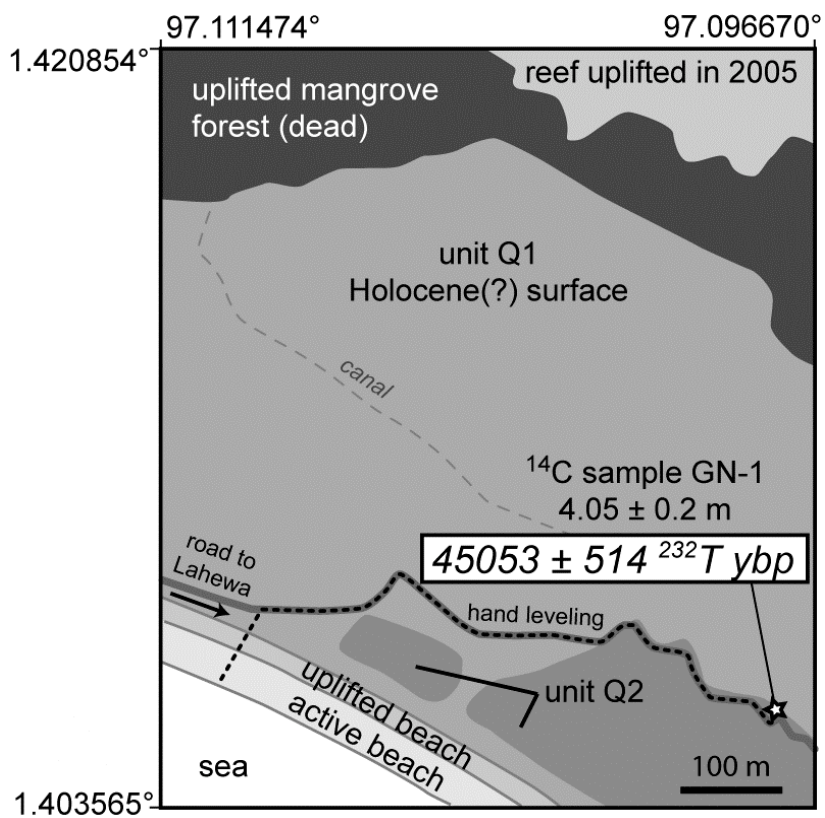 97.111474°
97.096670°
1.420854°
uplifted mangrove
forest (dead)
reef uplifted in 2005
unit Q1
Holocene(?) surface
canal
¹⁴C sample GN-1
4.05 ± 0.2 m
45053 ± 514 ²³²T ybp
road to
Lahewa
hand leveling
unit Q2
uplifted beach
active beach
sea
100 m
1.403565°